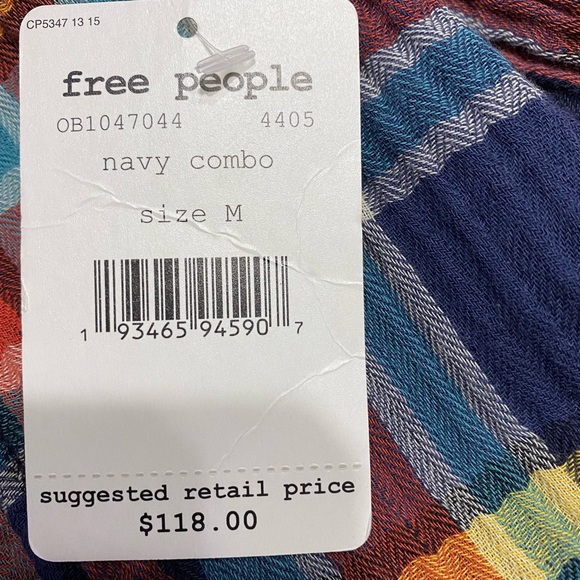 CP5347 13 15
free people
OB1047044 4405
navy combo
size M
1 93465 94590 7
suggested retail price
$118.00